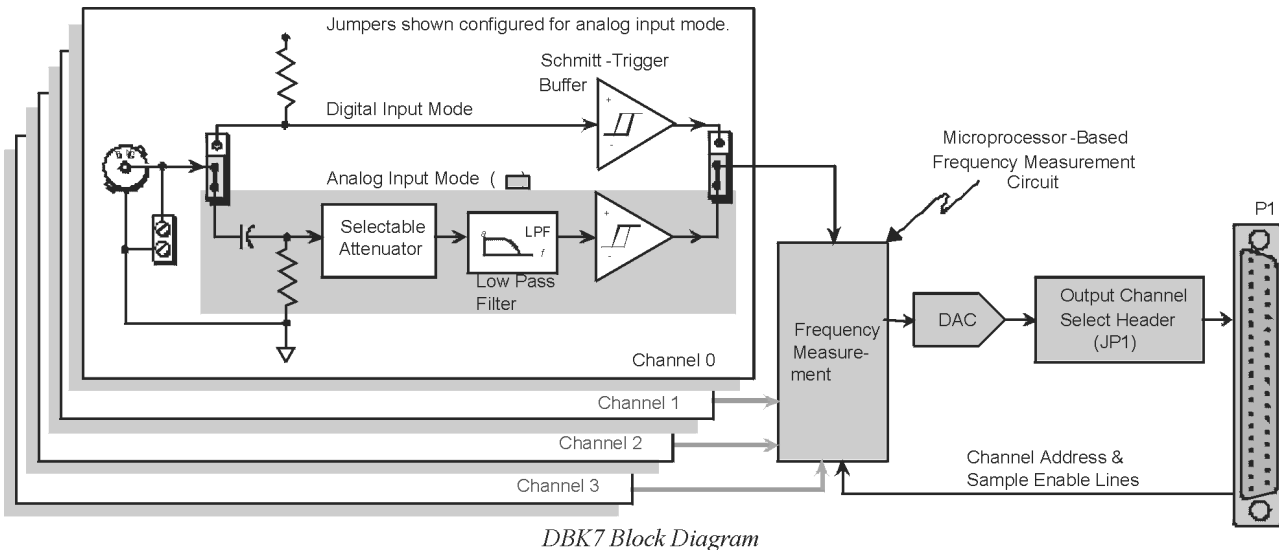 Jumpers shown configured for analog input mode.
Schmitt -Trigger
Buffer
Digital Input Mode
Analog Input Mode ( )
Selectable
Attenuator
LPF
f
Low Pass
Filter
Channel 0
Channel 1
Channel 2
Channel 3
Microprocessor -Based
Frequency Measurement
Circuit
Frequency
Measure-
ment
DAC
Output Channel
Select Header
(JP1)
P1
Channel Address &
Sample Enable Lines
DBK7 Block Diagram